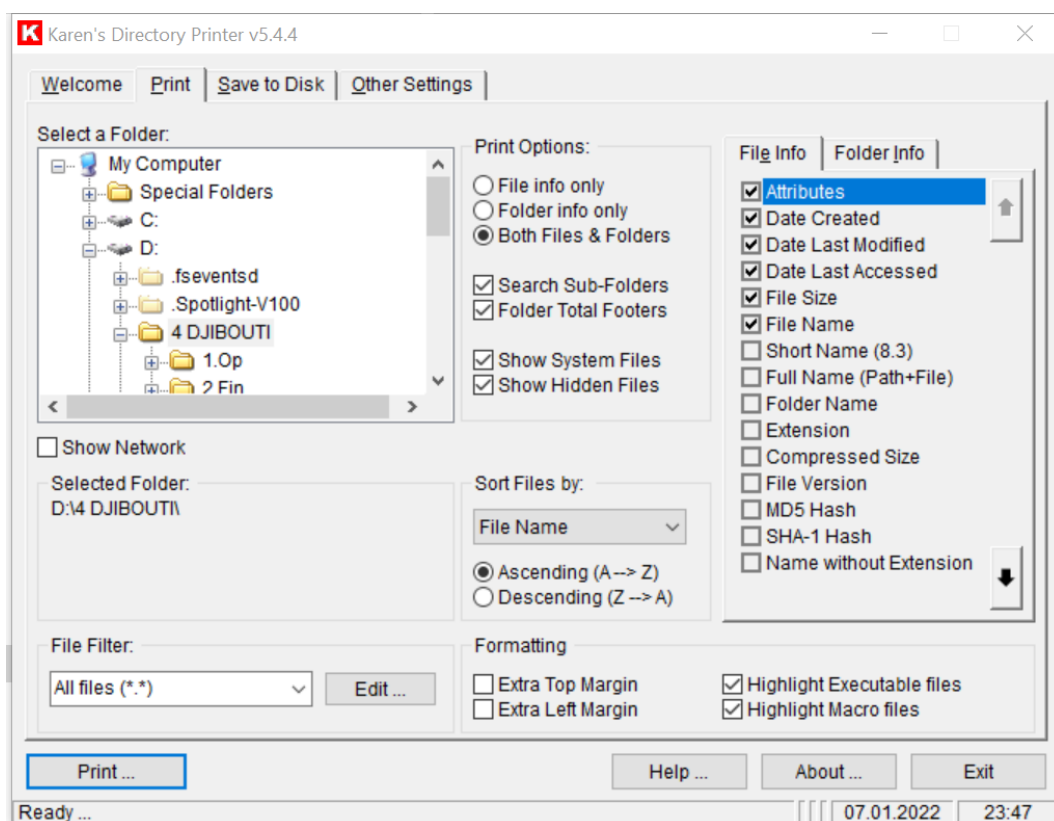 K Karen's Directory Printer v5.4.4
Welcome Print Save to Disk Other Settings
Select a Folder:
My Computer
Special Folders
C:
D:
.fseventsd
.Spotlight-V100
4 DJIBOUTI
1.Op
2 Fin
Show Network
Selected Folder:
D:\4 DJIBOUTI\
File Filter:
All files (*.*)
Edit ...
Print Options:
File info only
Folder info only
Both Files & Folders
Search Sub-Folders
Folder Total Footers
Show System Files
Show Hidden Files
Sort Files by:
File Name
Ascending (A--> Z)
Descending (Z --> A)
File Info Folder Info
Attributes
Date Created
Date Last Modified
Date Last Accessed
File Size
File Name
Short Name (8.3)
Full Name (Path+File)
Folder Name
Extension
Compressed Size
File Version
MD5 Hash
SHA-1 Hash
Name without Extension
Formatting
Extra Top Margin
Extra Left Margin
Highlight Executable files
Highlight Macro files
Print ... Help ... About ... Exit
Ready ... 07.01.2022 23:47